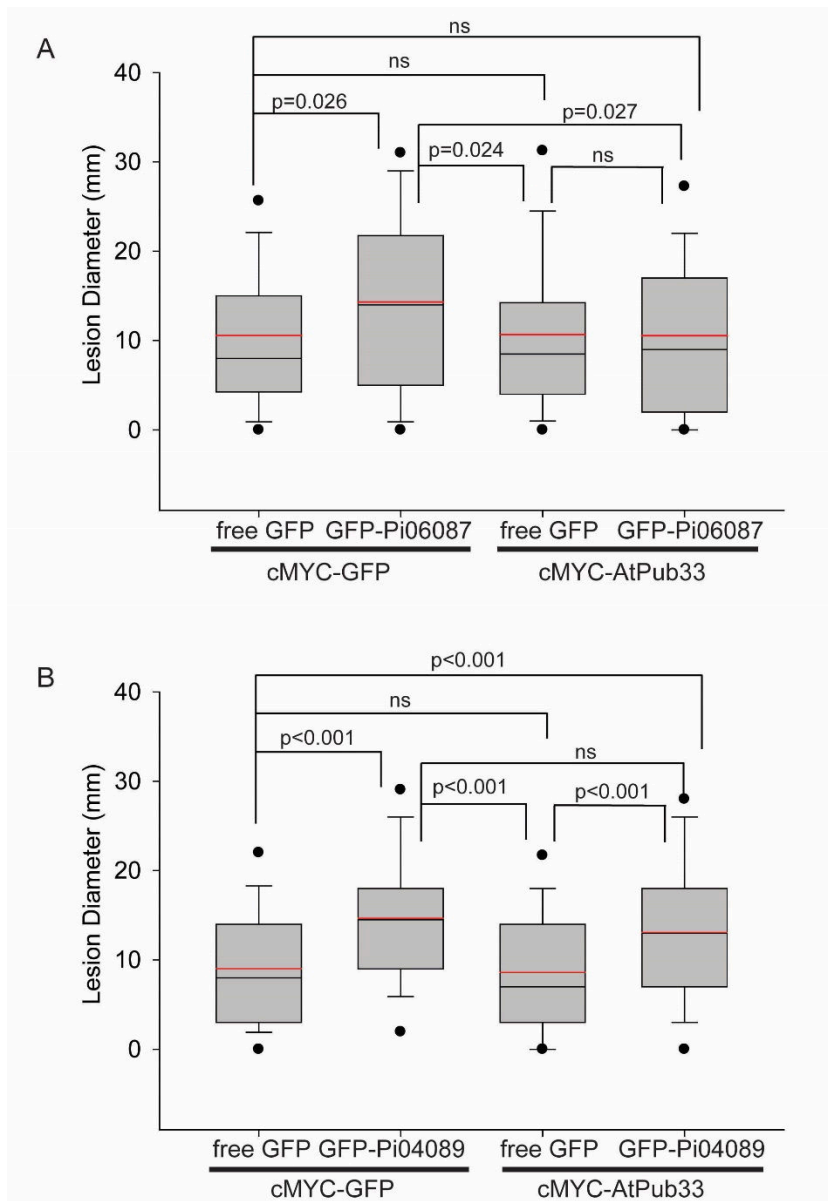 A
ns
40
ns
p=0.026
p=0.027
30
p=0.024
ns
Lesion Diameter (mm)
20
10
0
free GFP GFP-Pi06087 free GFP GFP-Pi06087
cMYC-GFP cMYC-AtPub33
B
p<0.001
40
ns
p<0.001
ns
30
p<0.001
p<0.001
Lesion Diameter (mm)
20
10
0
free GFP GFP-Pi04089 free GFP GFP-Pi04089
cMYC-GFP cMYC-AtPub33